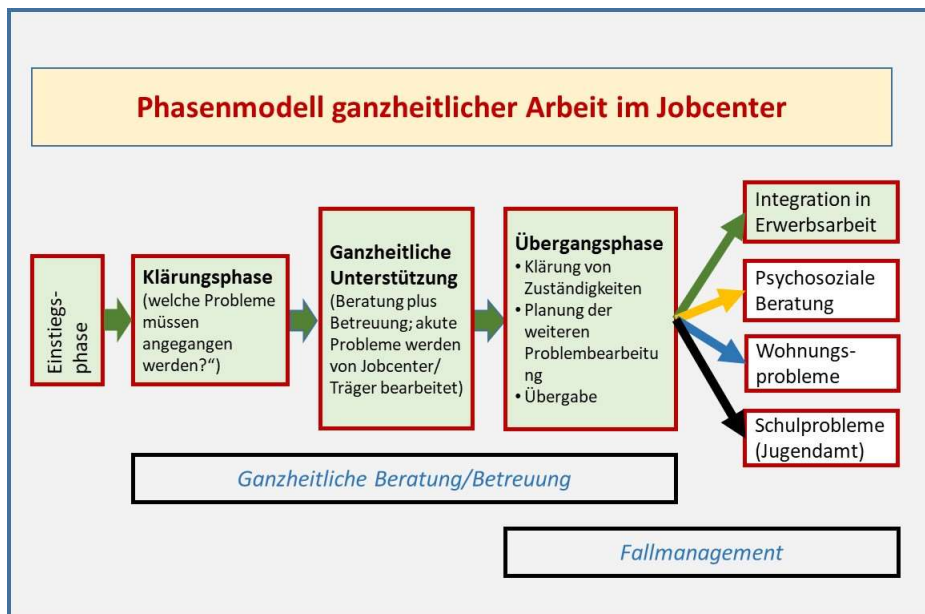 Phasenmodell ganzheitlicher Arbeit im Jobcenter
Einstiegs-
phase
Klärungsphase
(welche Probleme
müssen
angegangen
werden?“)
Ganzheitliche
Unterstützung
(Beratung plus
Betreuung; akute
Probleme werden
von Jobcenter/
Träger bearbeitet)
Übergangsphase
• Klärung von
Zuständigkeiten
• Planung der
weiteren
Problembearbeitu
ng
• Übergabe
Integration in
Erwerbsarbeit
Psychosoziale
Beratung
Wohnungs-
probleme
Schulprobleme
(Jugendamt)
Ganzheitliche Beratung/Betreuung
Fallmanagement